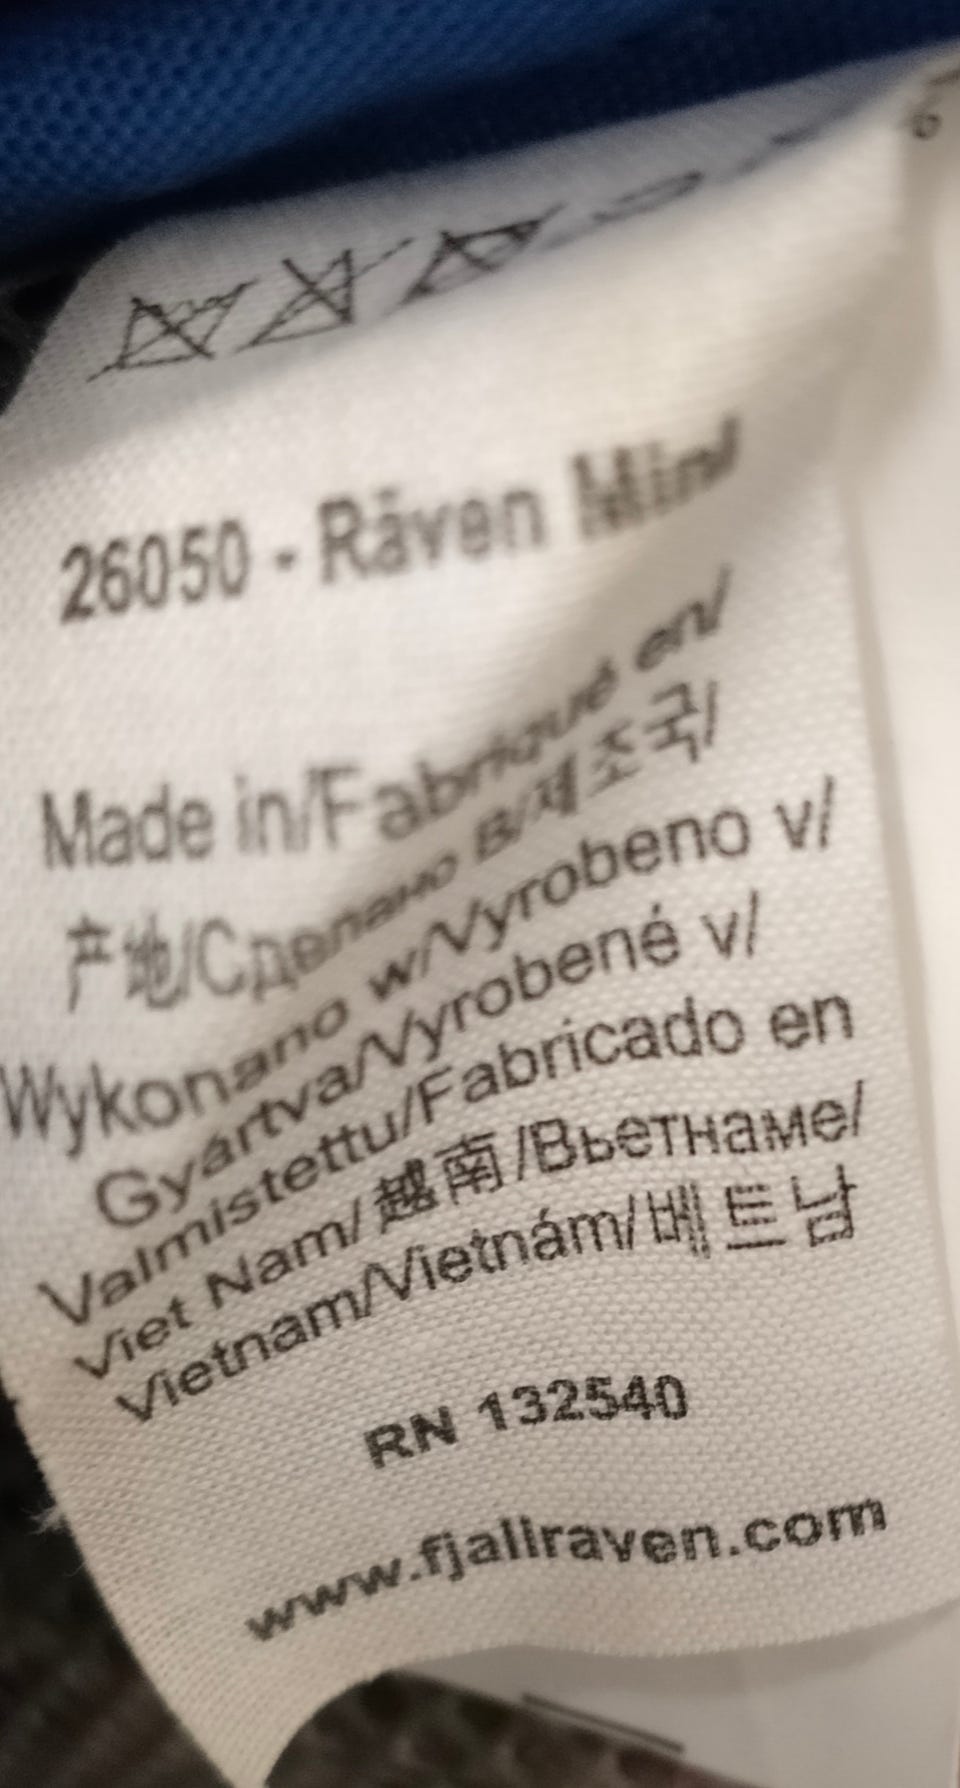 26050 - Räven Mini
Made in/Fabriqué en/
产地/Сделано в/제조국/
Wykonano w/Vyrobeno v/
Gyártva/Vyrobené v/
Valmistettu/Fabricado en
Viet Nam/越南/Вьетнаме/
Vietnam/Vietnám/베트남
RN 132540
www.fjallraven.com